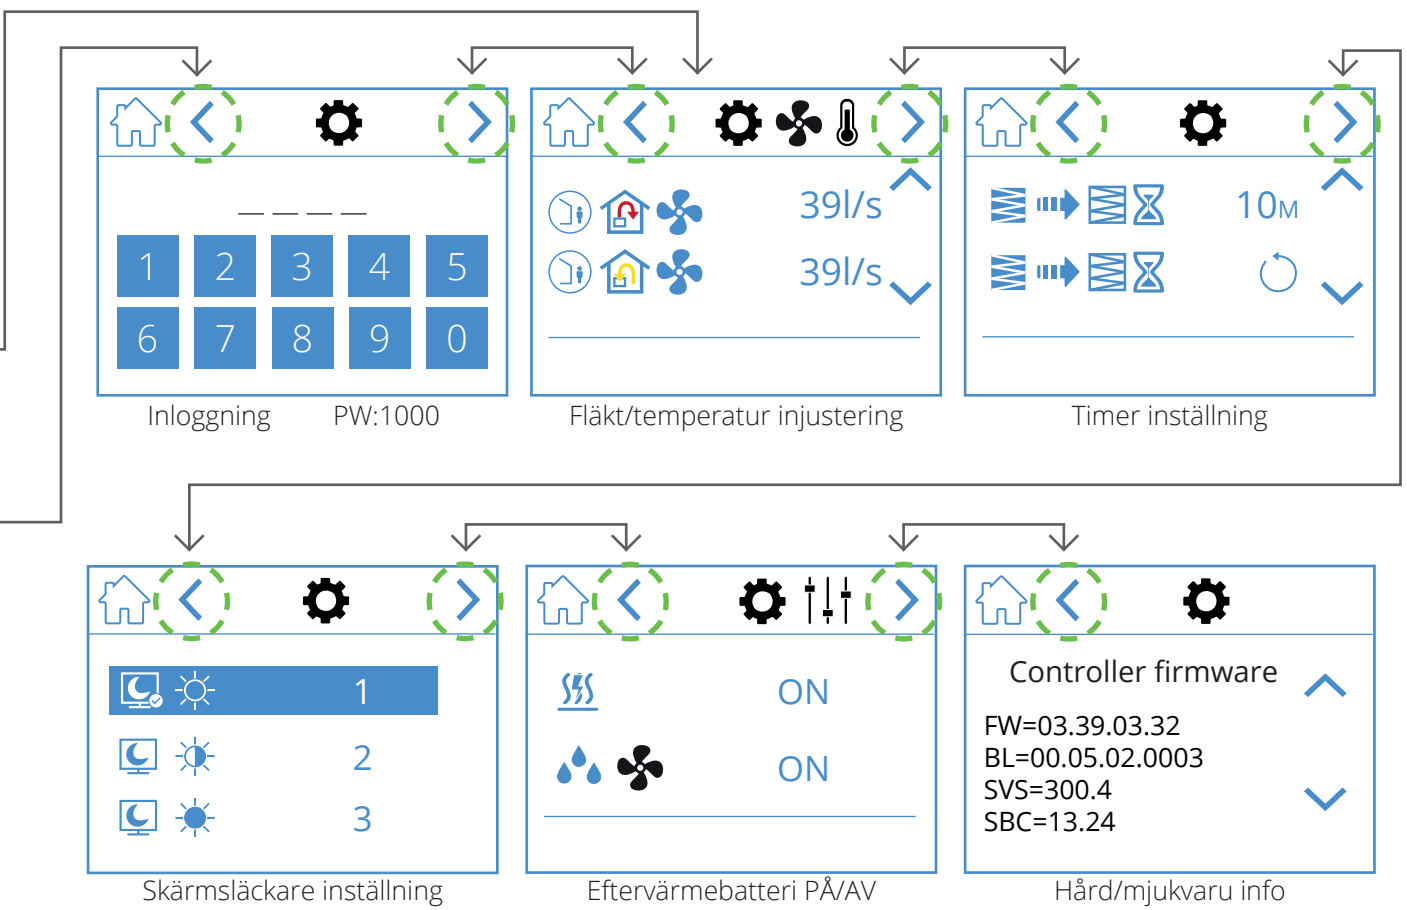 1 2 3 4 5
6 7 8 9 0
Inloggning PW:1000
39l/s
39l/s
Fläkt/temperatur injustering
10M
Timer inställning
1
2
3
Skärmsläckare inställning
ON
ON
Eftervärmebatteri PÅ/AV
Controller firmware
FW=03.39.03.32
BL=00.05.02.0003
SVS=300.4
SBC=13.24
Hård/mjukvaru info